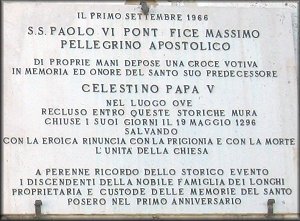 IL PRIMO SETTEMBRE 1966
S.S. PAOLO VI PONT FICE MASSIMO
PELLEGRINO APOSTOLICO
DI PROPRIE MANI DEPOSE UNA CROCE VOTIVA
IN MEMORIA ED ONORE DEL SANTO SUO PREDECESSORE
CELESTINO PAPA V
NEL LUOGO OVE
RECLUSO ENTRO QUESTE STORICHE MURA
CHIUSE I SUOI GIORNI IL 19 MAGGIO 1296
SALVANDO
CON LA EROICA RINUNCIA CON LA PRIGIONIA E CON LA MORTE
L'UNITA DELLA CHIESA
A PERENNE RICORDO DELLO STORICO EVENTO
I DISCENDENTI DELLA NOBILE FAMIGLIA DEI LONGHI
PROPRIETARIA E CUSTODE DELLE MEMORIE DEL SANTO
POSERO NEL PRIMO ANNIVERSARIO